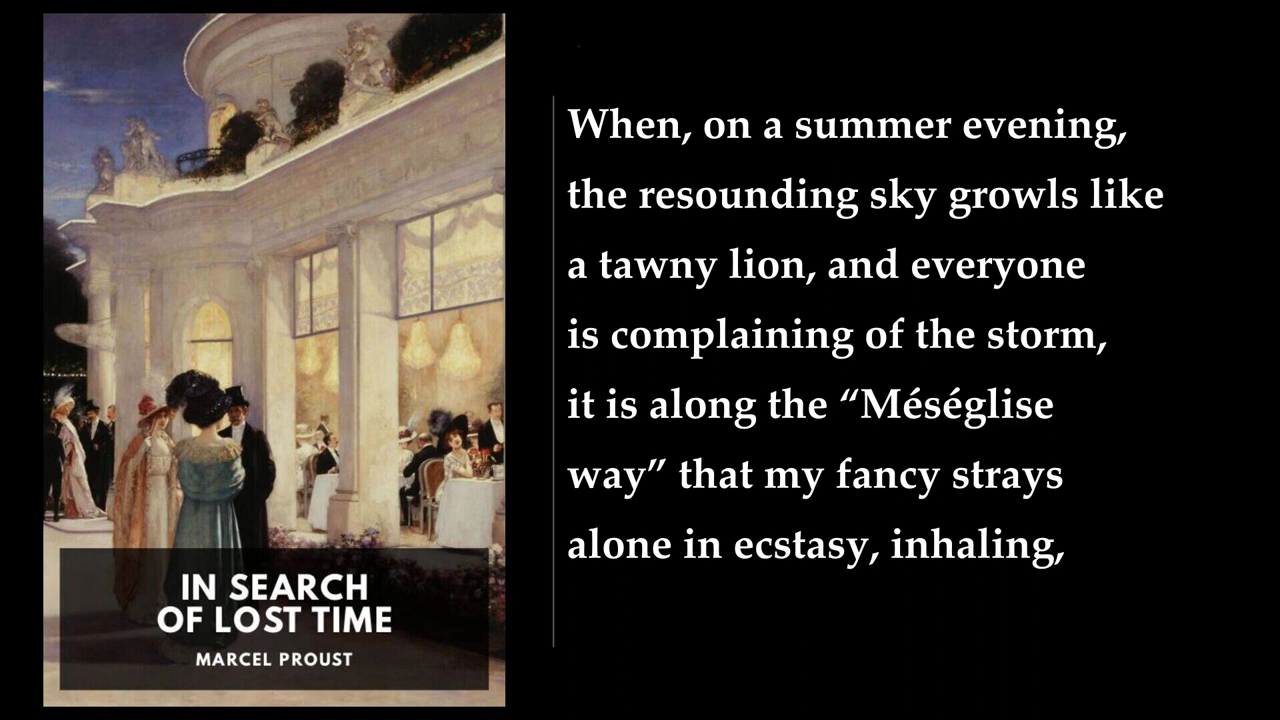 IN SEARCH
OF LOST TIME
MARCEL PROUST
When, on a summer evening,
the resounding sky growls like
a tawny lion, and everyone
is complaining of the storm,
it is along the “Méséglise
way” that my fancy strays
alone in ecstasy, inhaling,